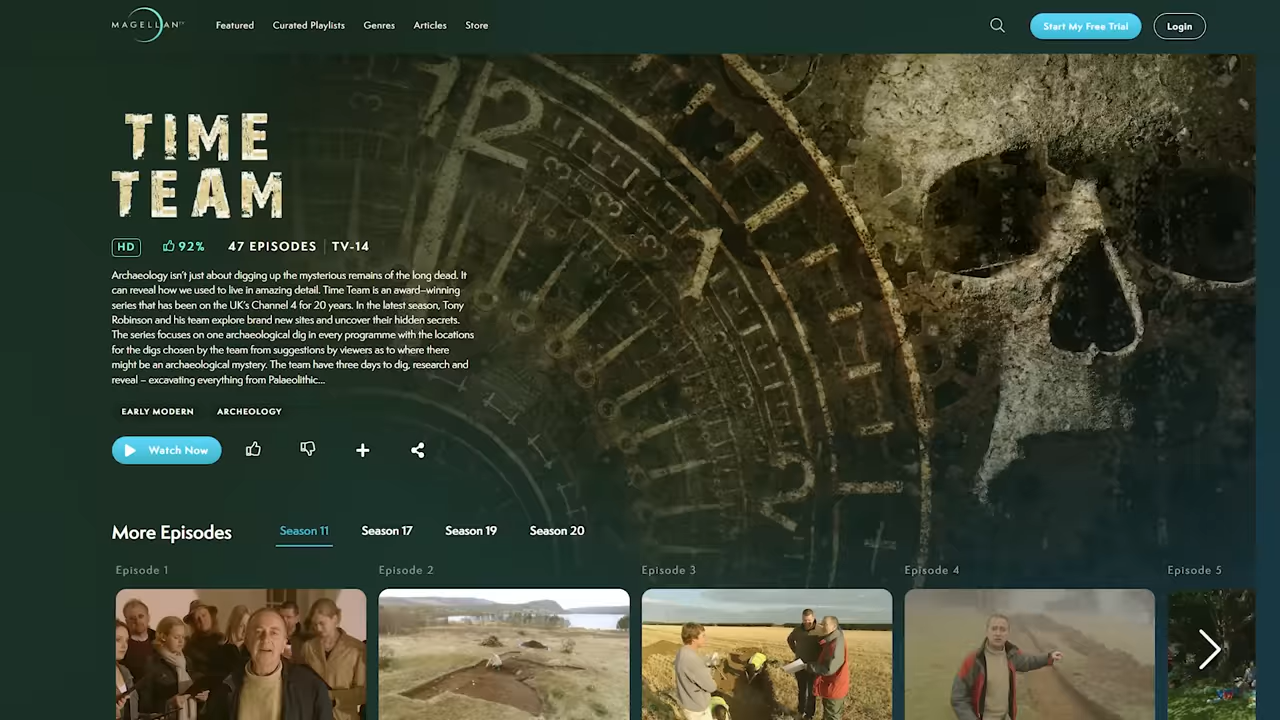 MAGELLAN TV
Featured
Curated Playlists
Genres
Articles
Store
Start My Free Trial
Login
TIME
TEAM
HD
92%
47 EPISODES
TV-14
Archaeology isn't just about digging up the mysterious remains of the long dead. It
can reveal how we used to live in amazing detail. Time Team is an award–winning
series that has been on the UK's Channel 4 for 20 years. In the latest season, Tony
Robinson and his team explore brand new sites and uncover their hidden secrets.
The series focuses on one archaeological dig in every programme with the locations
for the digs chosen by the team from suggestions by viewers as to where there
might be an archaeological mystery. The team have three days to dig, research and
reveal – excavating everything from Palaeolithic...
EARLY MODERN
ARCHEOLOGY
Watch Now
More Episodes
Season 11
Season 17
Season 19
Season 20
Episode 1
Episode 2
Episode 3
Episode 4
Episode 5
12
1
2
3
3
3